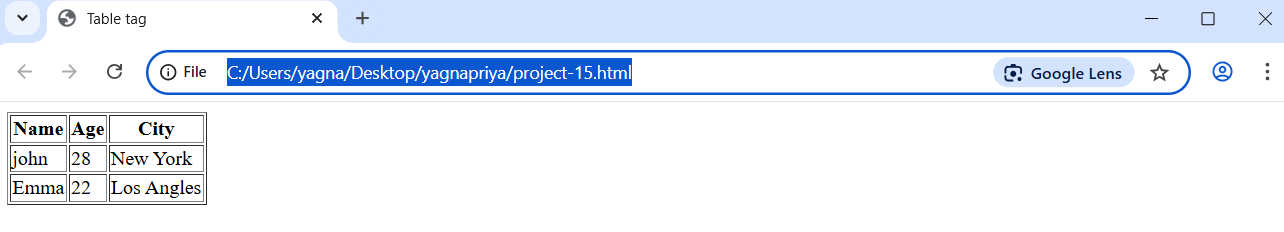 Table tag
File C:/Users/yagna/Desktop/yagnapriya/project-15.html Google Lens
Name Age City
john 28 New York
Emma 22 Los Angles